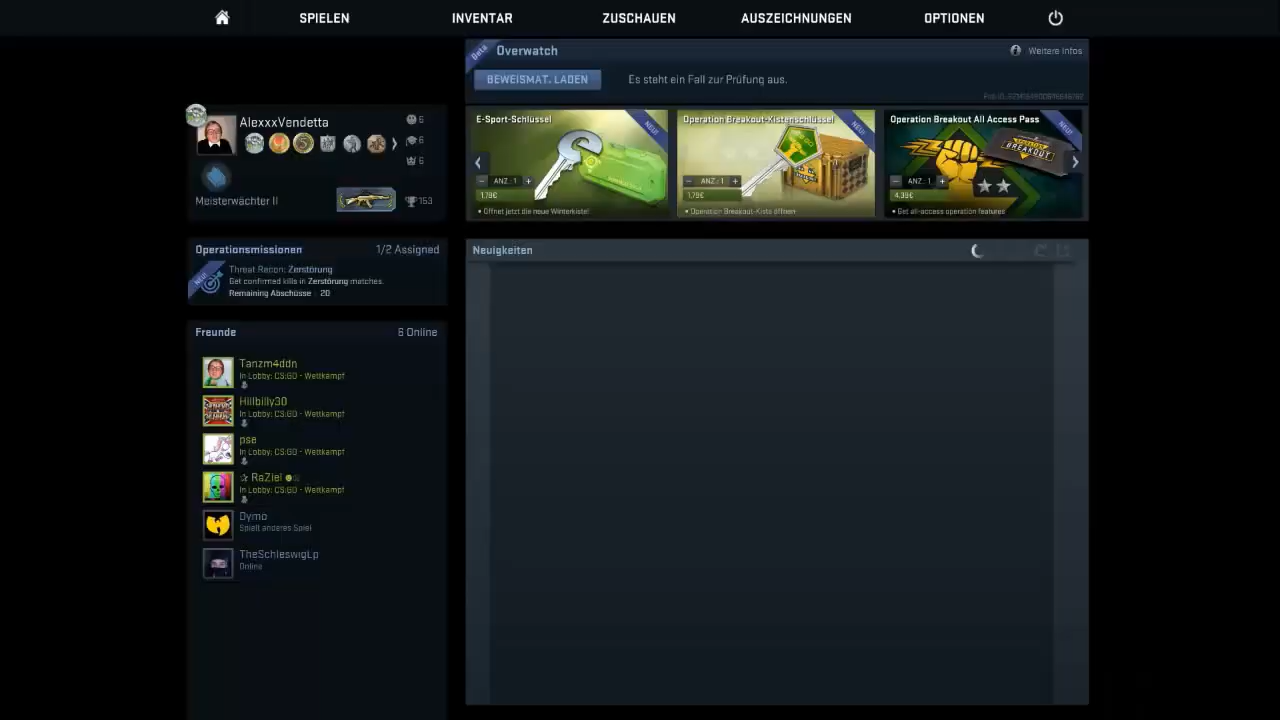 SPIELEN
INVENTAR
ZUSCHAUEN
AUSZEICHNUNGEN
OPTIONEN
Beta
Overwatch
Weitere Infos
BEWEISMAT. LADEN
Es steht ein Fall zur Prüfung aus.
AlexxxVendetta
6
6
6
Meisterwächter II
153
E-Sport-Schlüssel
NEU!
ANZ.: 1
1,79€
• Öffnet jetzt die neue Winterkiste!
Operation Breakout-Kistenschlüssel
NEU!
ANZ.: 1
1,79€
• Operation Breakout-Kiste öffnen
Operation Breakout All Access Pass
NEU!
BREAKOUT
ANZ.: 1
4,39€
• Get all-access operation features
Operationsmissionen
1/2 Assigned
NEU!
Threat Recon: Zerstörung
Get confirmed kills in Zerstörung matches.
Remaining Abschüsse : 20
Neuigkeiten
Freunde
6 Online
Tanzm4ddn
In Lobby: CS:GO - Wettkampf
Hillbilly30
In Lobby: CS:GO - Wettkampf
pse
In Lobby: CS:GO - Wettkampf
☆ RaZiel
In Lobby: CS:GO - Wettkampf
Dymo
Spielt anderes Spiel
TheSchleswigLp
Online